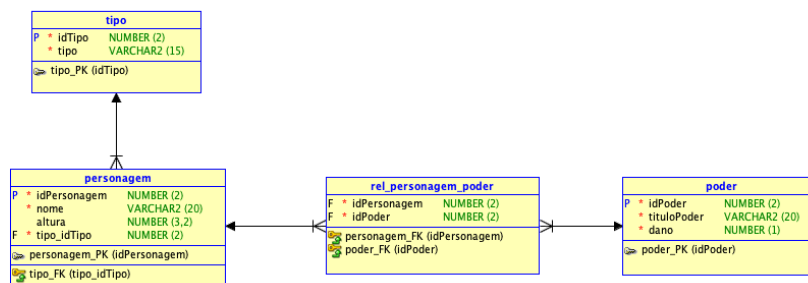 tipo
P * idTipo NUMBER (2)
* tipo VARCHAR2 (15)
tipo_PK (idTipo)
personagem
P * idPersonagem NUMBER (2)
* nome VARCHAR2 (20)
altura NUMBER (3,2)
F * tipo_idTipo NUMBER (2)
personagem_PK (idPersonagem)
tipo_FK (tipo_idTipo)
rel_personagem_poder
F * idPersonagem NUMBER (2)
F * idPoder NUMBER (2)
personagem_FK (idPersonagem)
poder_FK (idPoder)
poder
P * idPoder NUMBER (2)
* tituloPoder VARCHAR2 (20)
* dano NUMBER (1)
poder_PK (idPoder)